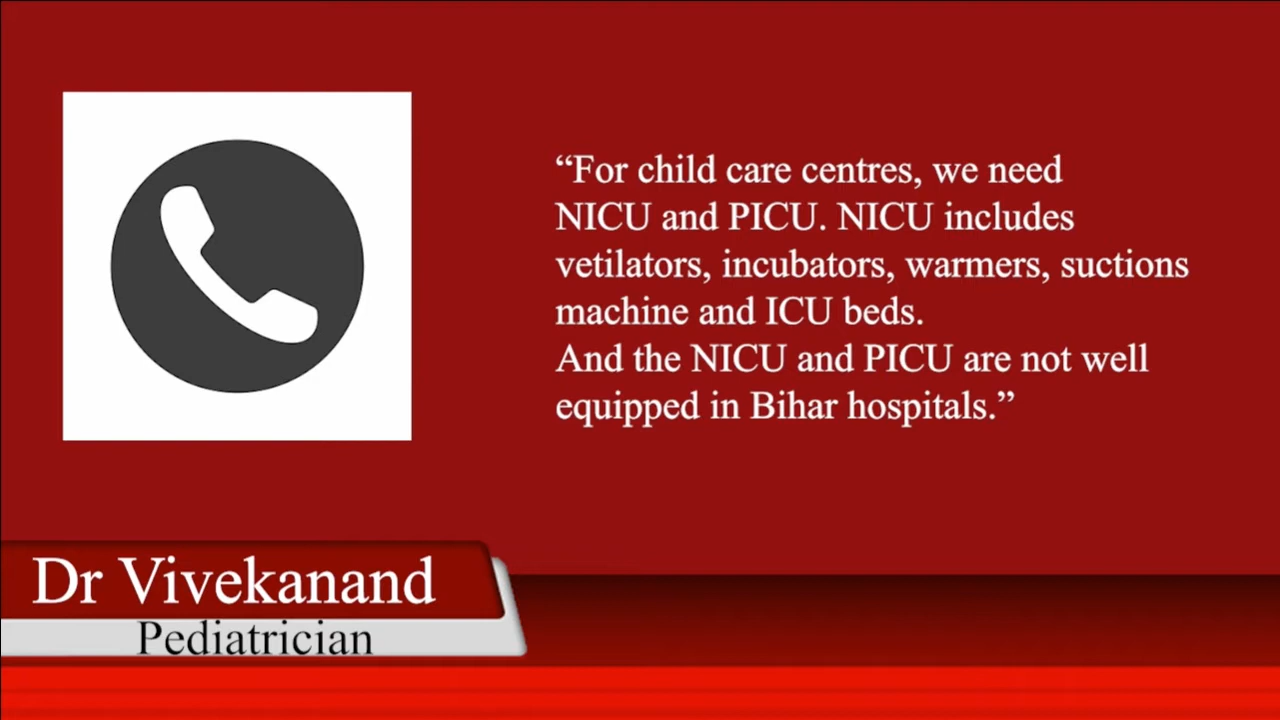 “For child care centres, we need
NICU and PICU. NICU includes
vetilators, incubators, warmers, suctions
machine and ICU beds.
And the NICU and PICU are not well
equipped in Bihar hospitals.”
Dr Vivekanand
Pediatrician